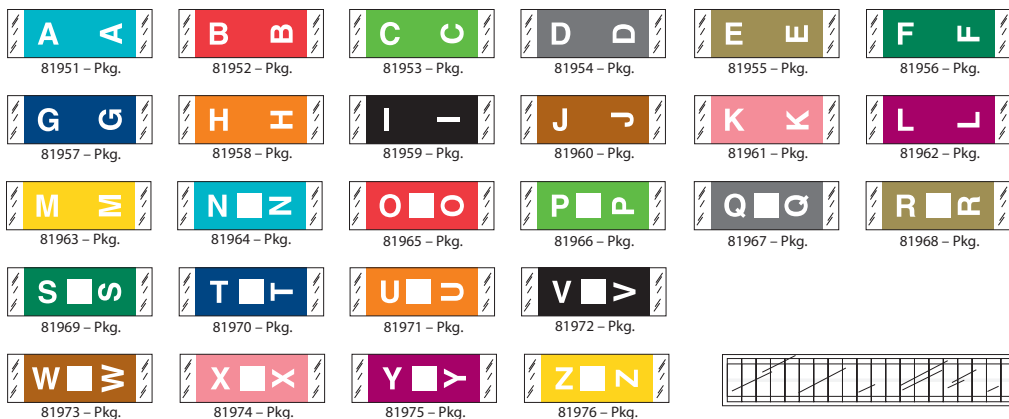 A A B B C C D D E E F F
81951 – Pkg. 81952 – Pkg. 81953 – Pkg. 81954 – Pkg. 81955 – Pkg. 81956 – Pkg.
G G H H I I J J K K L L
81957 – Pkg. 81958 – Pkg. 81959 – Pkg. 81960 – Pkg. 81961 – Pkg. 81962 – Pkg.
M M N N O O P P Q Q R R
81963 – Pkg. 81964 – Pkg. 81965 – Pkg. 81966 – Pkg. 81967 – Pkg. 81968 – Pkg.
S S T T U U V V
81969 – Pkg. 81970 – Pkg. 81971 – Pkg. 81972 – Pkg.
W W X X Y Y Z Z
81973 – Pkg. 81974 – Pkg. 81975 – Pkg. 81976 – Pkg.